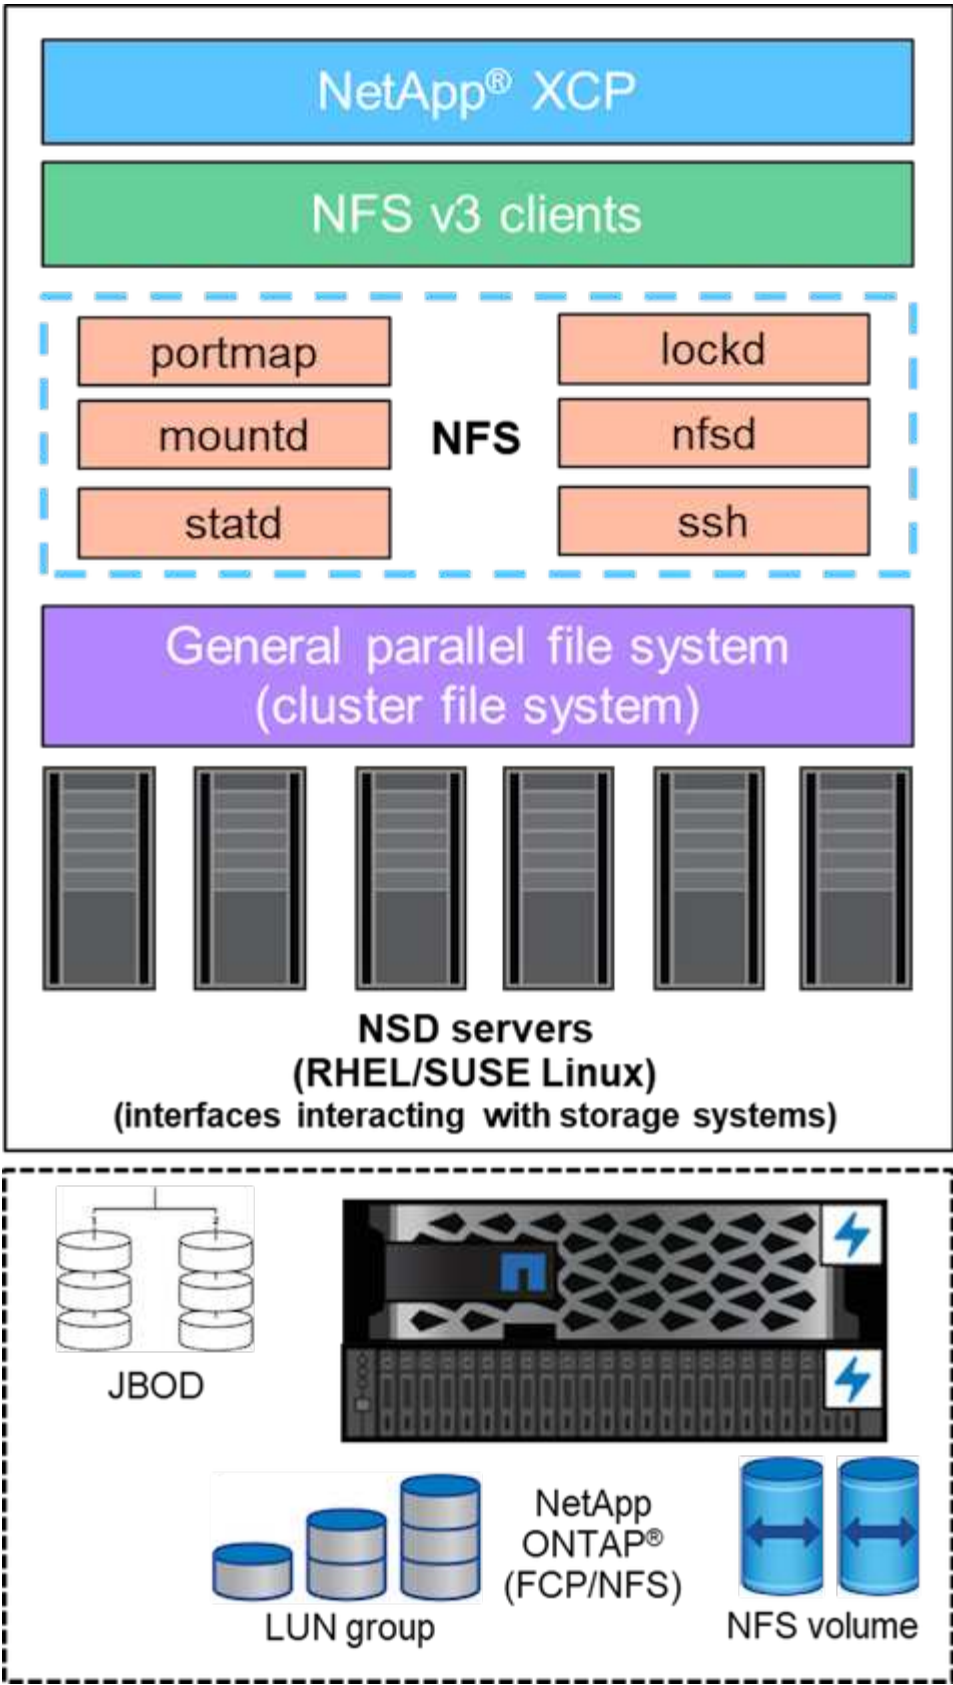 NetApp® XCP
NFS v3 clients
portmap
lockd
mountd
NFS
nfsd
statd
ssh
General parallel file system
(cluster file system)
NSD servers
(RHEL/SUSE Linux)
(interfaces interacting with storage systems)
1
2
JBOD
NetApp
ONTAP®
(FCP/NFS)
LUN group
NFS volume